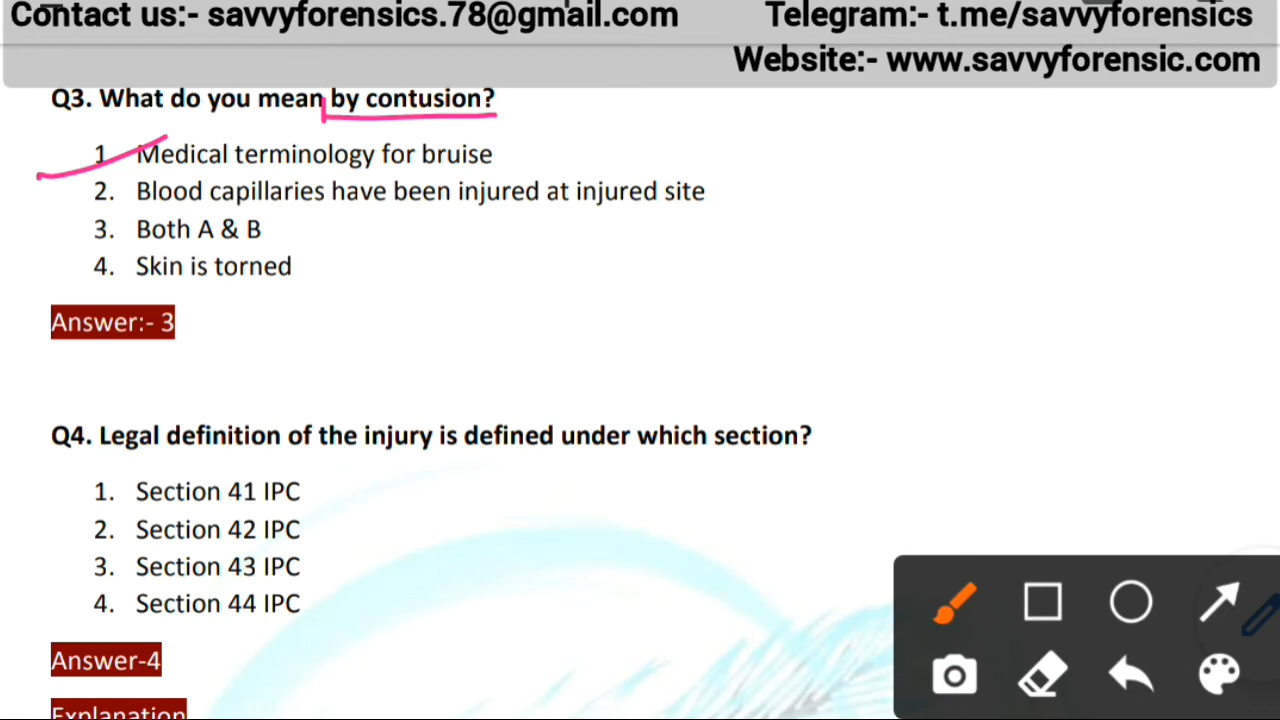 Contact us:- savvyforensics.78@gmail.com Telegram:- t.me/savvyforensics
Website:- www.savvyforensic.com
Q3. What do you mean by contusion?
1. Medical terminology for bruise
2. Blood capillaries have been injured at injured site
3. Both A & B
4. Skin is torned
Answer:- 3
Q4. Legal definition of the injury is defined under which section?
1. Section 41 IPC
2. Section 42 IPC
3. Section 43 IPC
4. Section 44 IPC
Answer-4
Explanation